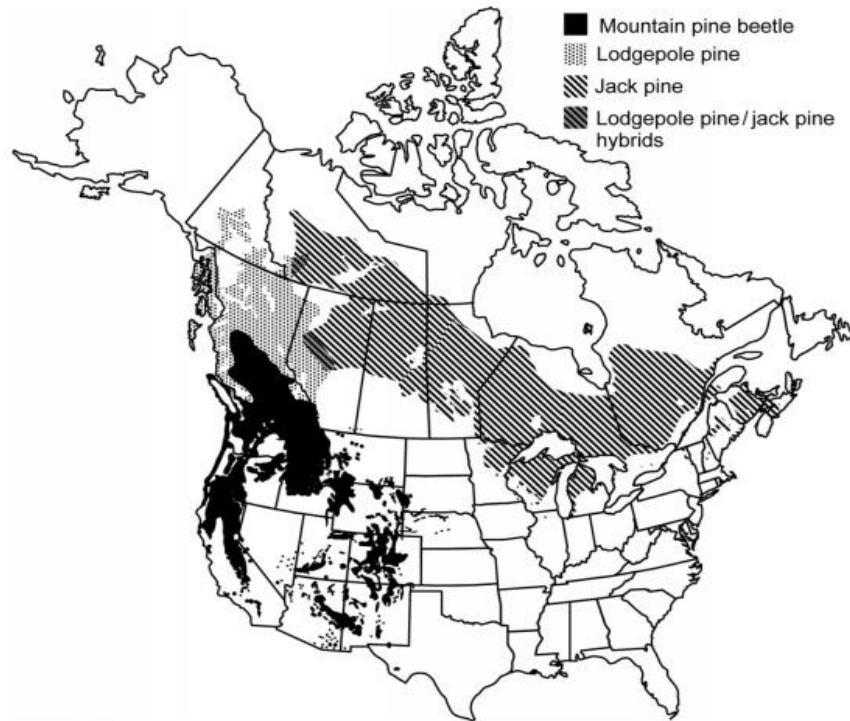 Mountain pine beetle
Lodgepole pine
Jack pine
Lodgepole pine / jack pine
hybrids